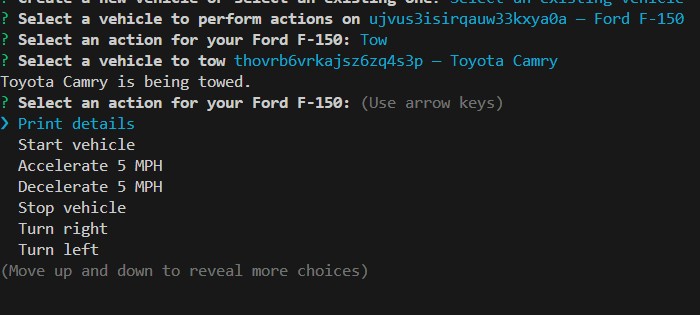 ? Create a new vehicle or select an existing one: Select an existing vehicle
? Select a vehicle to perform actions on ujvus3isirqauw33kxya0a — Ford F-150
? Select an action for your Ford F-150: Tow
? Select a vehicle to tow thovrb6vrkajsz6zq4s3p — Toyota Camry
Toyota Camry is being towed.
? Select an action for your Ford F-150: (Use arrow keys)
❯ Print details
Start vehicle
Accelerate 5 MPH
Decelerate 5 MPH
Stop vehicle
Turn right
Turn left
(Move up and down to reveal more choices)